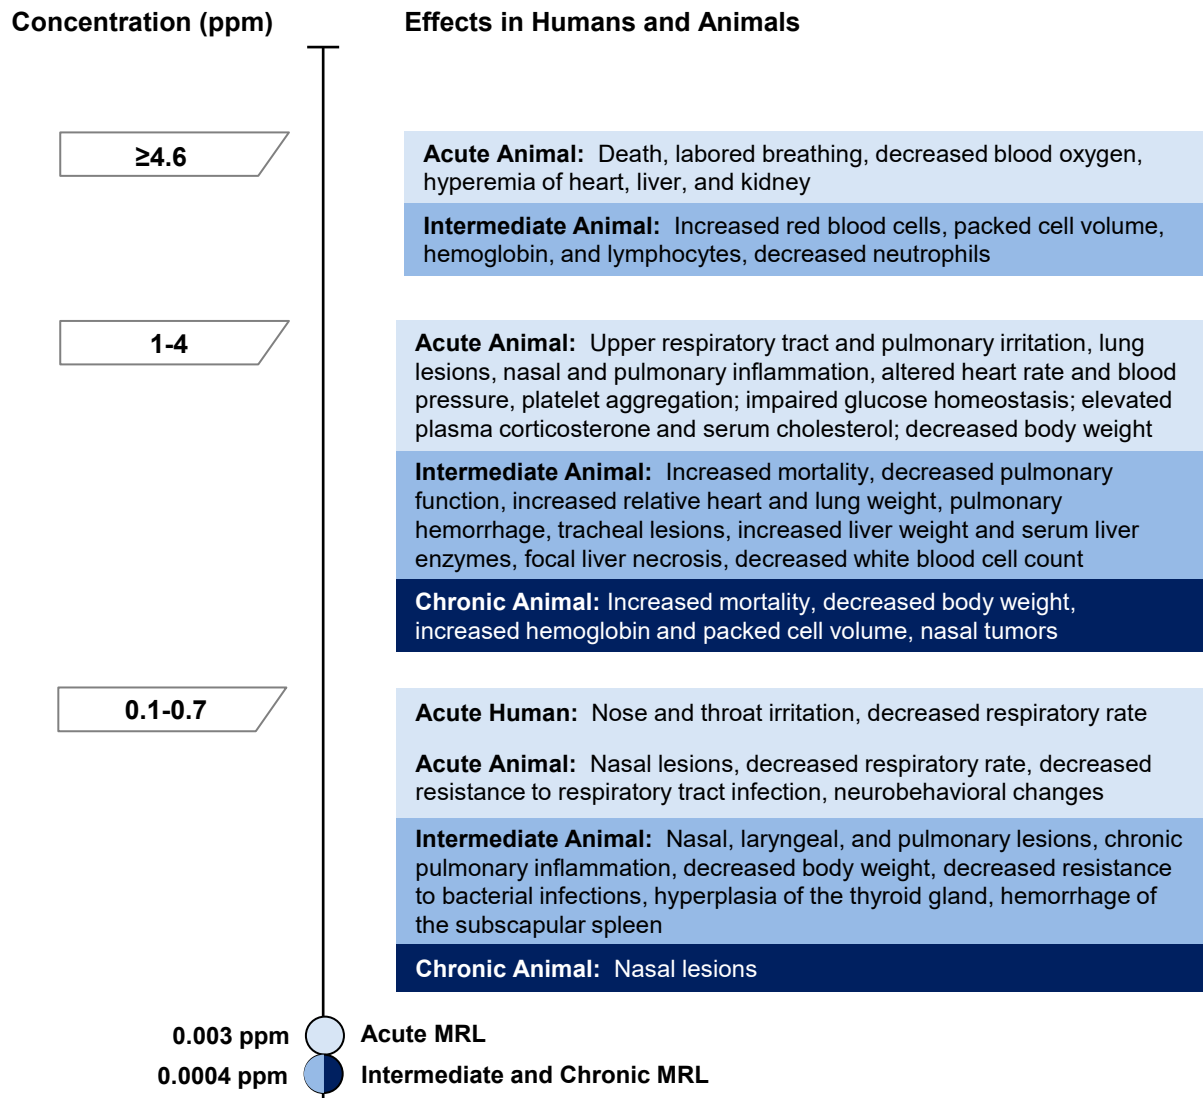 Concentration (ppm)
Effects in Humans and Animals
≥4.6
Acute Animal: Death, labored breathing, decreased blood oxygen,
hyperemia of heart, liver, and kidney
Intermediate Animal: Increased red blood cells, packed cell volume,
hemoglobin, and lymphocytes, decreased neutrophils
1-4
Acute Animal: Upper respiratory tract and pulmonary irritation, lung
lesions, nasal and pulmonary inflammation, altered heart rate and blood
pressure, platelet aggregation; impaired glucose homeostasis; elevated
plasma corticosterone and serum cholesterol; decreased body weight
Intermediate Animal: Increased mortality, decreased pulmonary
function, increased relative heart and lung weight, pulmonary
hemorrhage, tracheal lesions, increased liver weight and serum liver
enzymes, focal liver necrosis, decreased white blood cell count
Chronic Animal: Increased mortality, decreased body weight,
increased hemoglobin and packed cell volume, nasal tumors
0.1-0.7
Acute Human: Nose and throat irritation, decreased respiratory rate
Acute Animal: Nasal lesions, decreased respiratory rate, decreased
resistance to respiratory tract infection, neurobehavioral changes
Intermediate Animal: Nasal, laryngeal, and pulmonary lesions, chronic
pulmonary inflammation, decreased body weight, decreased resistance
to bacterial infections, hyperplasia of the thyroid gland, hemorrhage of
the subscapular spleen
Chronic Animal: Nasal lesions
0.003 ppm
Acute MRL
0.0004 ppm
Intermediate and Chronic MRL